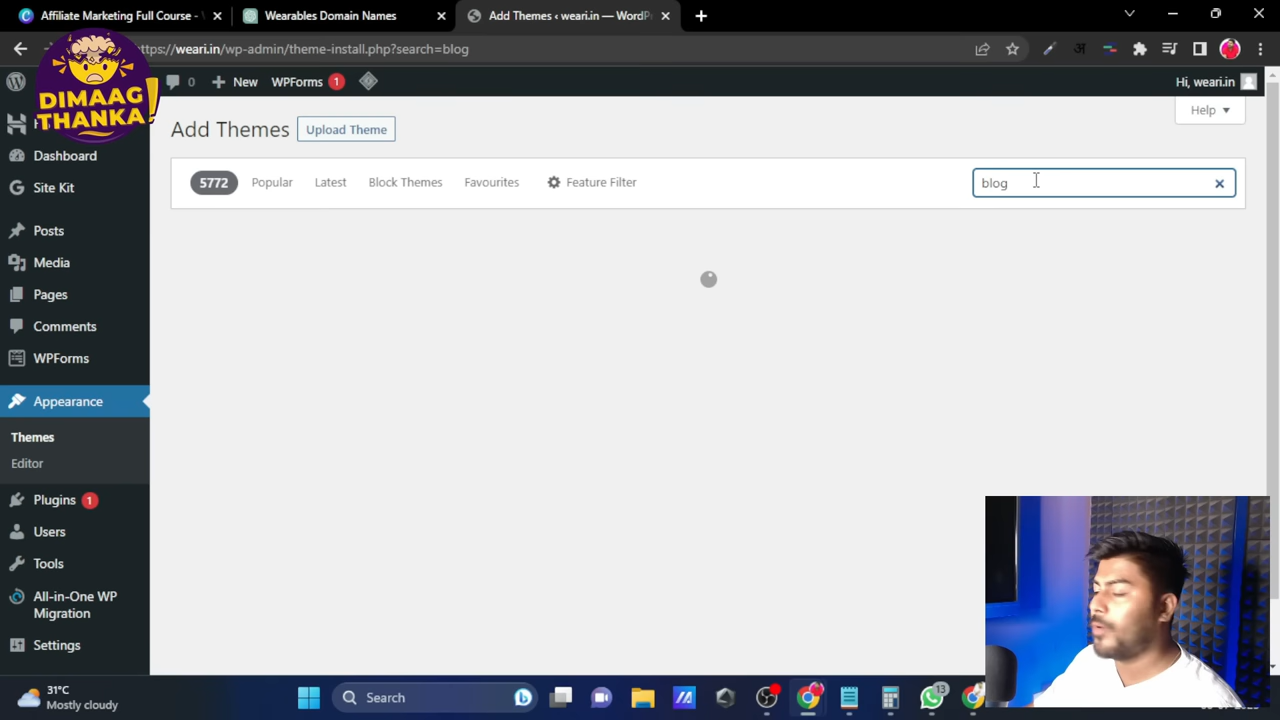 Affiliate Marketing Full Course -
Wearables Domain Names
Add Themes ‹ weari.in — WordPr
https://weari.in/wp-admin/theme-install.php?search=blog
DIMAAG
THANKA!
0
New
WPForms 1
Hi, weari.in
Help
Add Themes
Upload Theme
5772
Popular
Latest
Block Themes
Favourites
Feature Filter
blog
Dashboard
Site Kit
Posts
Media
Pages
Comments
WPForms
Appearance
Themes
Editor
Plugins 1
Users
Tools
All-in-One WP
Migration
Settings
31°C
Mostly cloudy
Search
13